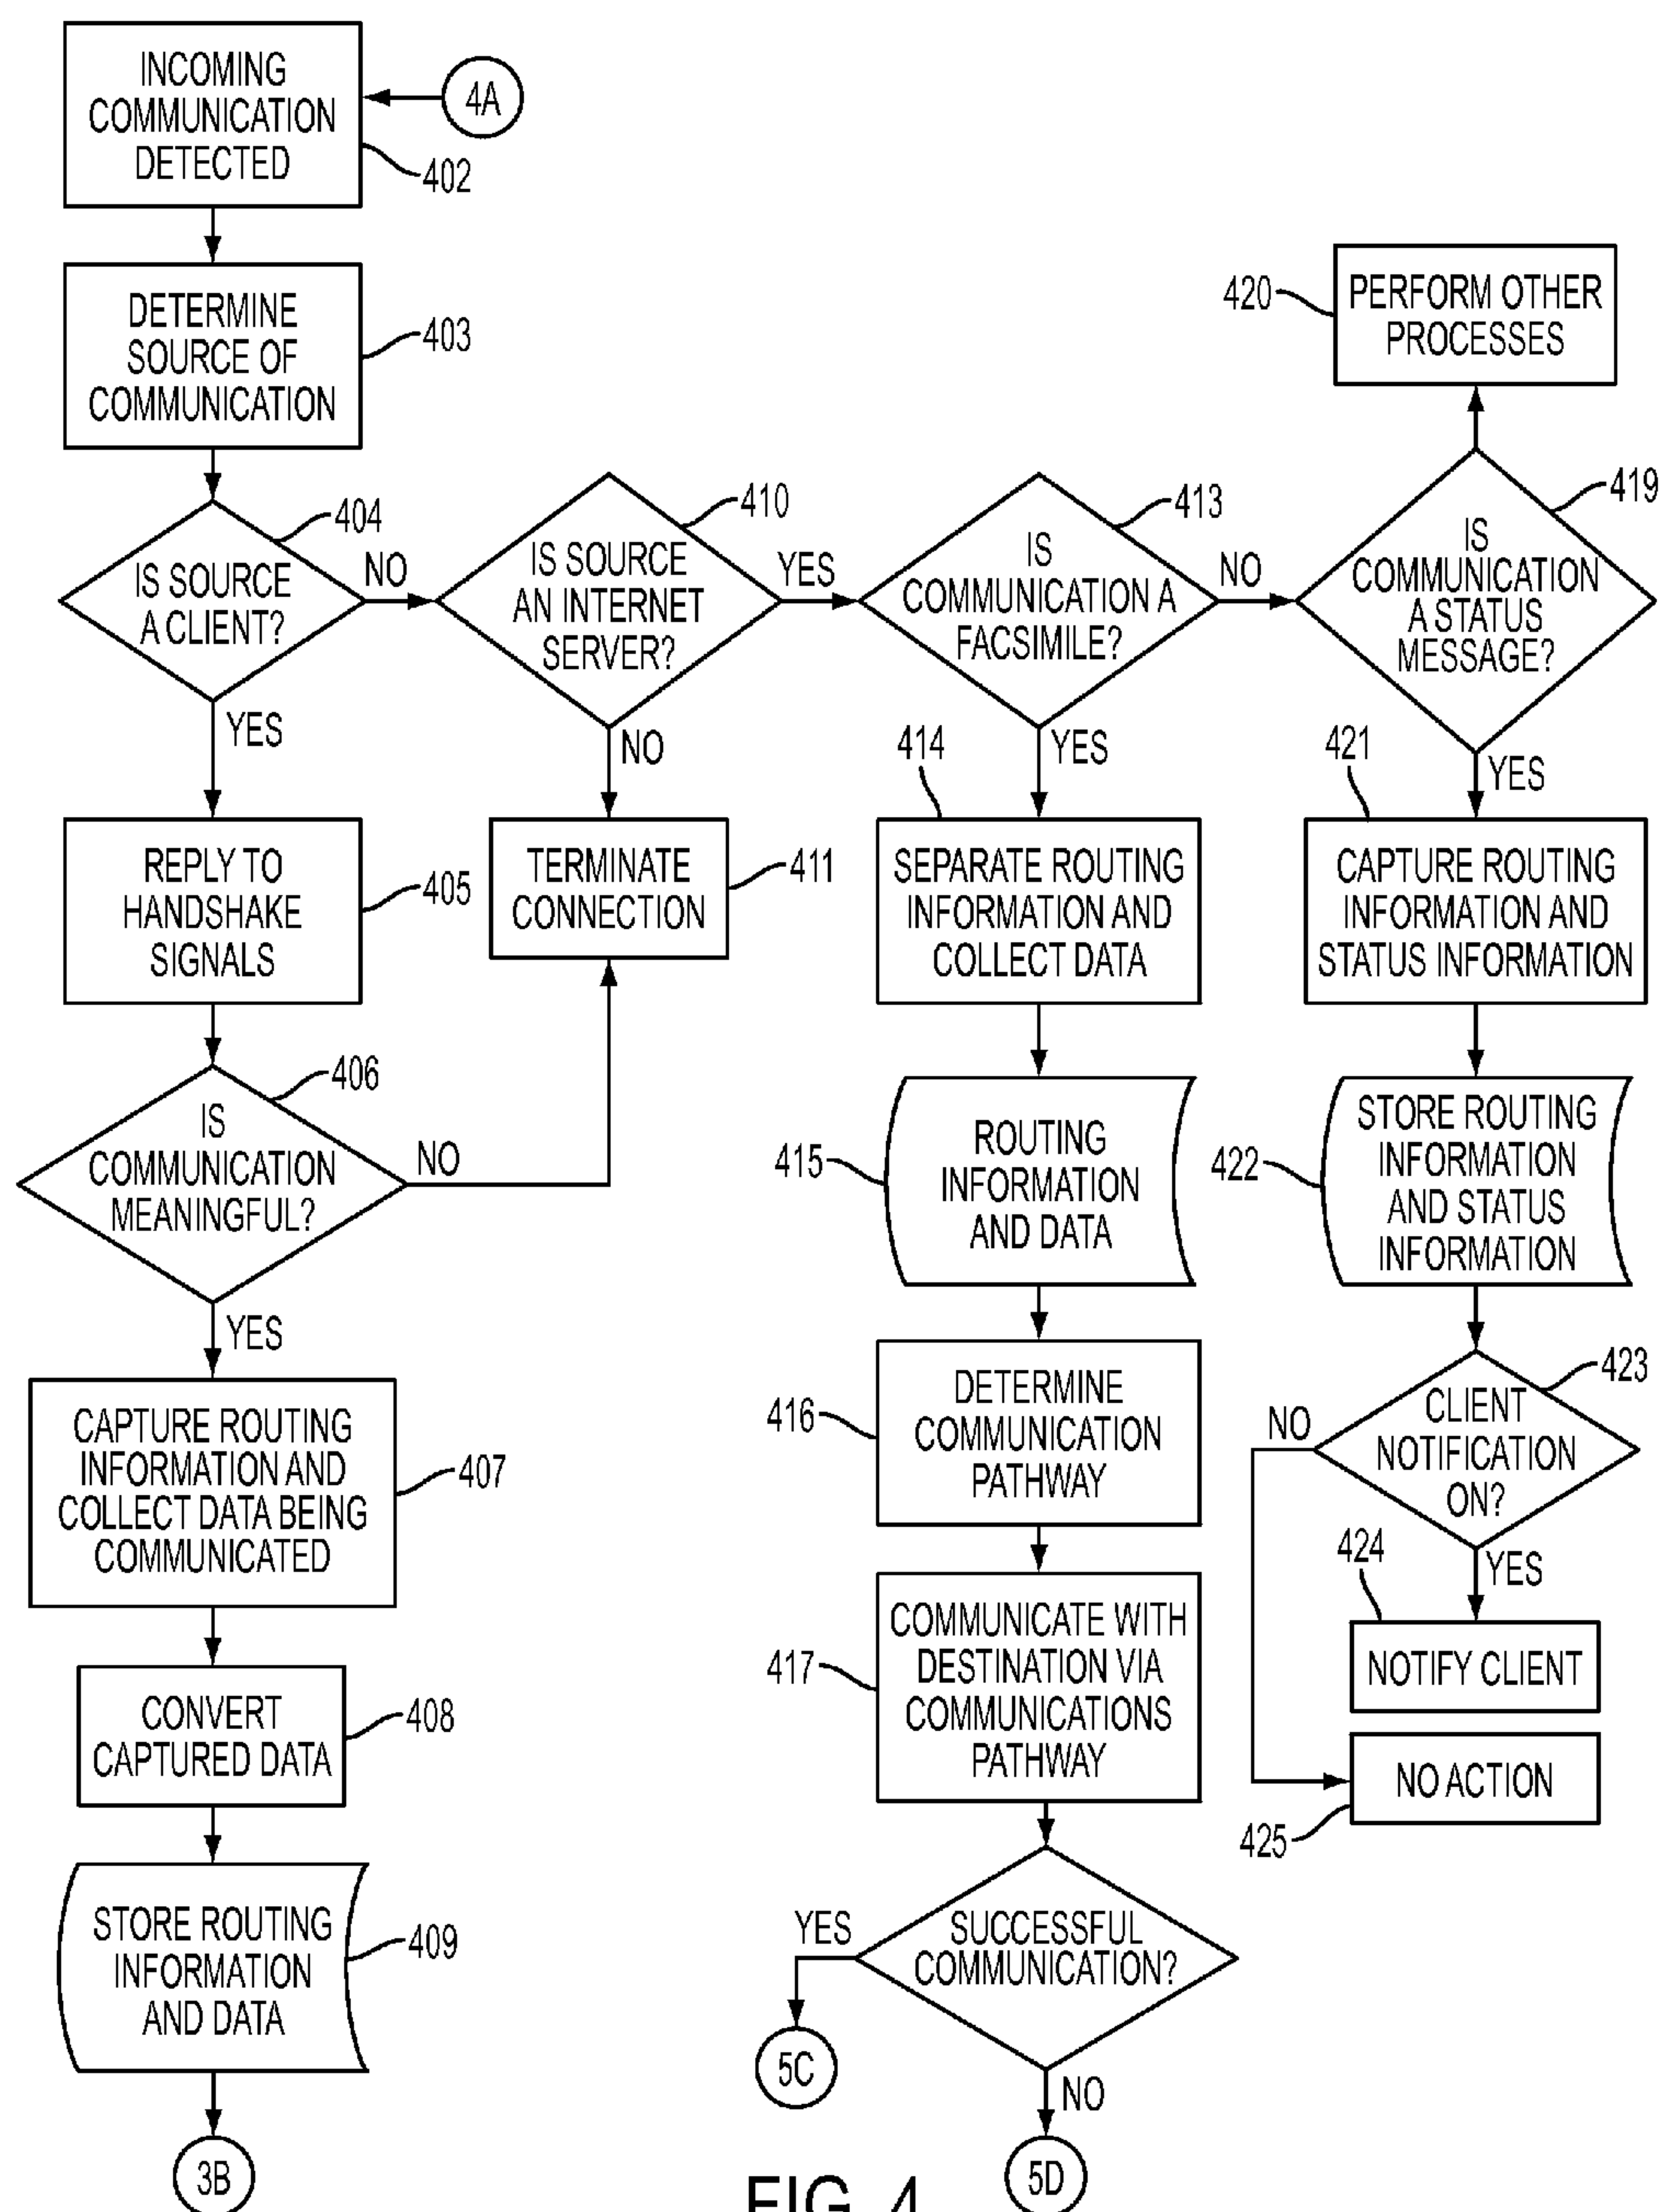 INCOMING
COMMUNICATION
DETECTED
4A
402
DETERMINE
SOURCE OF
COMMUNICATION
403
404
IS SOURCE
A CLIENT?
NO
YES
410
IS SOURCE
AN INTERNET
SERVER?
YES
NO
413
IS
COMMUNICATION A
FACSIMILE?
NO
YES
420
PERFORM OTHER
PROCESSES
419
IS
COMMUNICATION
A STATUS
MESSAGE?
YES
REPLY TO
HANDSHAKE
SIGNALS
405
TERMINATE
CONNECTION
411
414
SEPARATE ROUTING
INFORMATION AND
COLLECT DATA
421
CAPTURE ROUTING
INFORMATION AND
STATUS INFORMATION
406
IS
COMMUNICATION
MEANINGFUL?
NO
YES
415
ROUTING
INFORMATION
AND DATA
422
STORE ROUTING
INFORMATION
AND STATUS
INFORMATION
CAPTURE ROUTING
INFORMATION AND
COLLECT DATA BEING
COMMUNICATED
407
416
DETERMINE
COMMUNICATION
PATHWAY
423
CLIENT
NOTIFICATION
ON?
NO
YES
424
NOTIFY CLIENT
NO ACTION
425
CONVERT
CAPTURED DATA
408
417
COMMUNICATE WITH
DESTINATION VIA
COMMUNICATIONS
PATHWAY
STORE ROUTING
INFORMATION
AND DATA
409
SUCCESSFUL
COMMUNICATION?
YES
5C
NO
3B
5D
FIG. 4